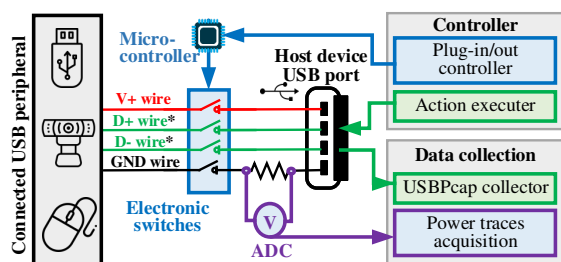 Connected USB peripheral
Micro-
controller
Host device
USB port
V+ wire
D+ wire*
D- wire*
GND wire
Electronic
switches
V
ADC
Controller
Plug-in/out
controller
Action executer
Data collection
USBPcap collector
Power traces
acquisition